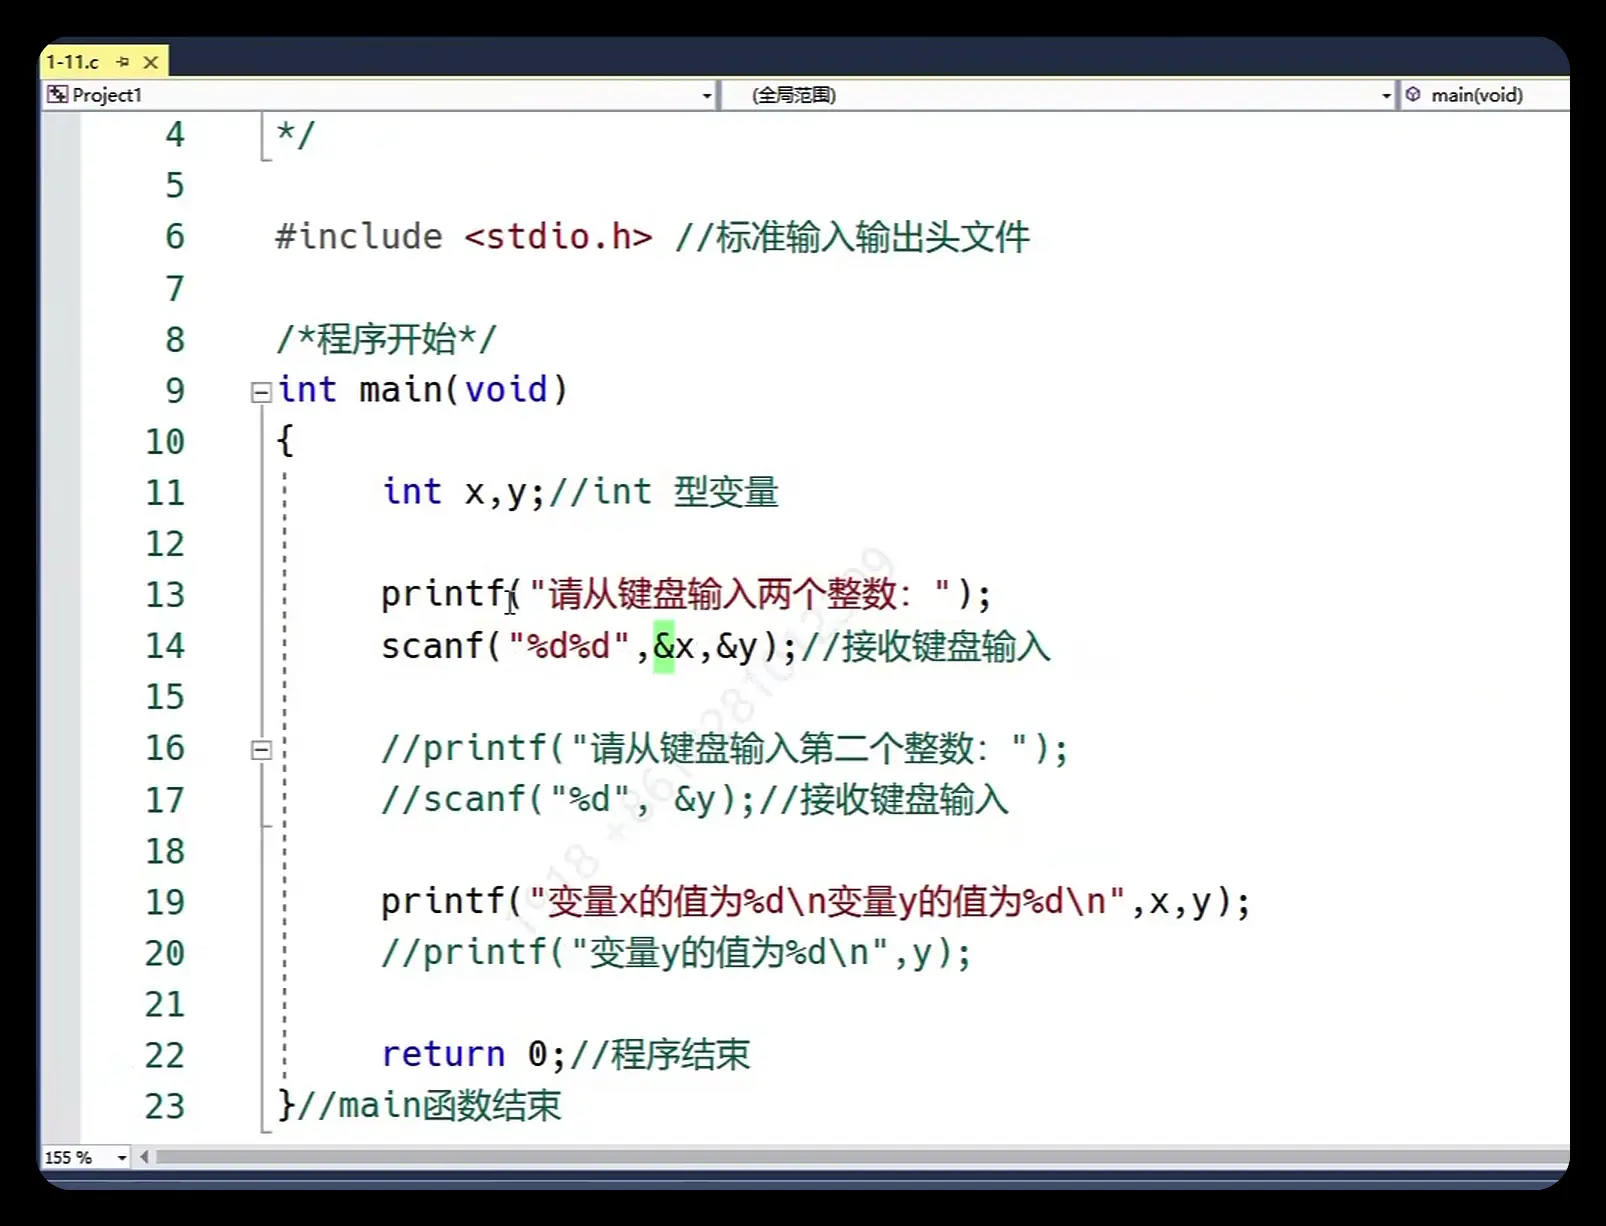 1-11.c
Project1
(全局范围)
main(void)
4 */
5
6 #include <stdio.h> //标准输入输出头文件
7
8 /*程序开始*/
9 int main(void)
10 {
11 int x,y;//int 型变量
12
13 printf("请从键盘输入两个整数: ");
14 scanf("%d%d",&x,&y);//接收键盘输入
15
16 //printf("请从键盘输入第二个整数: ");
17 //scanf("%d", &y);//接收键盘输入
18
19 printf("变量x的值为%d\n变量y的值为%d\n",x,y);
20 //printf("变量y的值为%d\n",y);
21
22 return 0;//程序结束
23 }//main函数结束
155 %